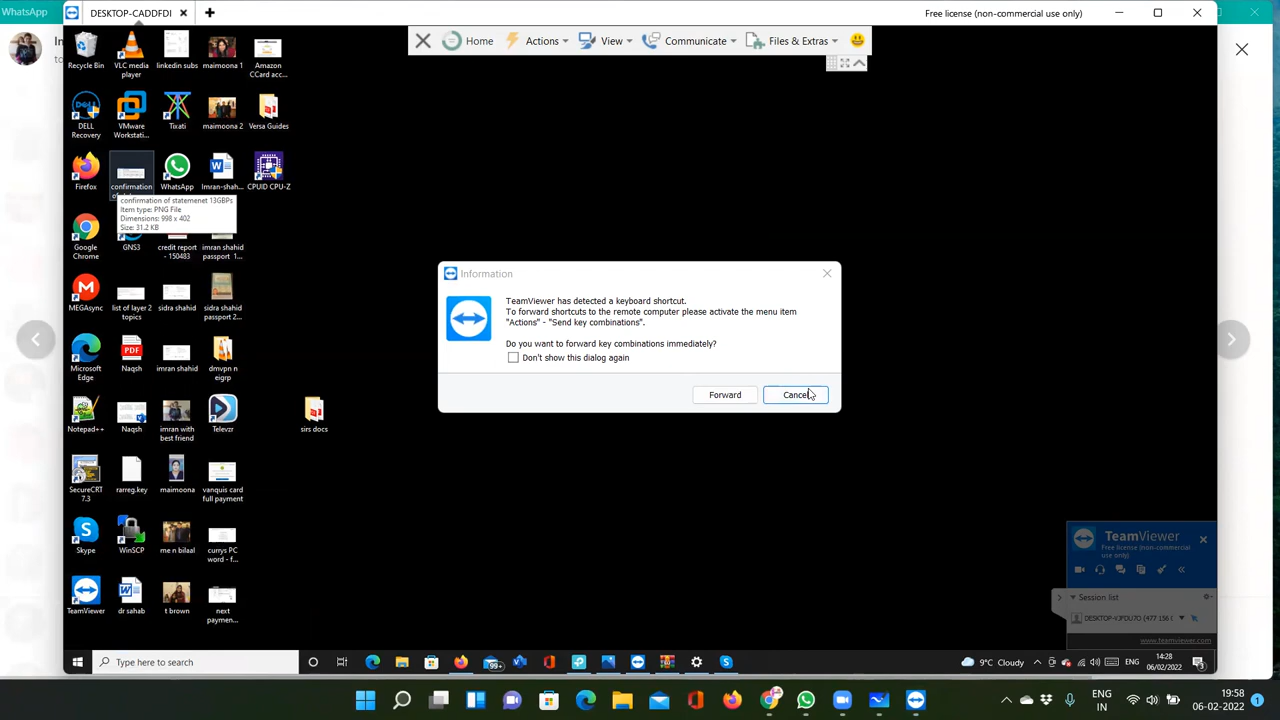 WhatsApp
DESKTOP-CADDFDI
Free license (non-commercial use only)
Home
Actions
View
Communicate
Files & Extras
Recycle Bin
VLC media
player
linkedin subs
maimoona 1
Amazon
CCard acc...
DELL
Recovery
VMware
Workstati...
Tixati
maimoona 2
Versa Guides
Firefox
confirmation
WhatsApp
Imran-shah...
CPUID CPU-Z
confirmation of statemenet 13GBPs
Item type: PNG File
Dimensions: 998 x 402
Size: 31.2 KB
Google
Chrome
GNS3
credit report
- 150483
imran shahid
passport 1...
MEGAsync
list of layer 2
topics
sidra shahid
sidra shahid
passport 2...
Microsoft
Edge
PDF
Naqsh
imran shahid
dmvpn n
eigrp
Notepad++
Naqsh
imran with
best friend
Televzr
sirs docs
SecureCRT
7.3
rarreg.key
maimoona
vanquis card
full payment
Skype
WinSCP
me n bilaal
currys PC
word - f...
TeamViewer
dr sahab
t brown
next
paymen...
Information
TeamViewer has detected a keyboard shortcut.
To forward shortcuts to the remote computer please activate the menu item
"Actions" - "Send key combinations".
Do you want to forward key combinations immediately?
Don't show this dialog again
Forward
Cancel
TeamViewer
Free license (non-commercial
use only)
Session list
www.teamviewer.com
Type here to search
99+
9°C Cloudy
ENG
14:28
06/02/2022
3
ENG
IN
19:58
06-02-2022
1